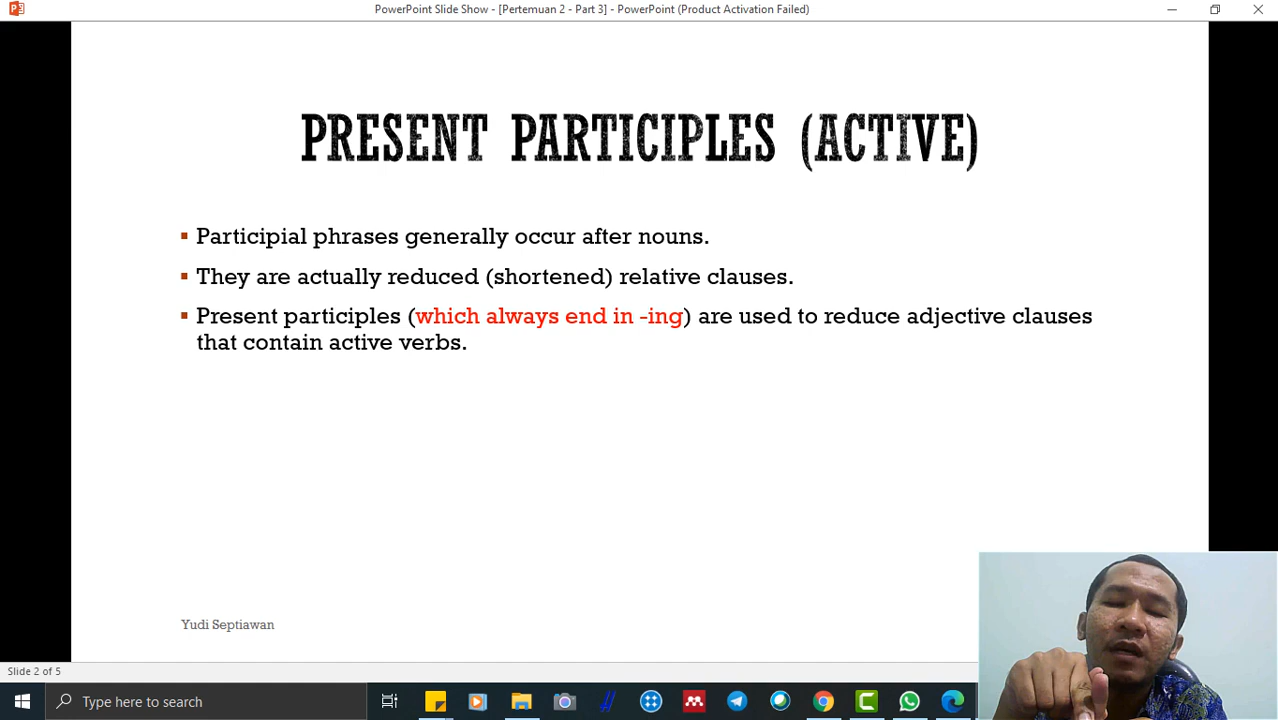 PowerPoint Slide Show - [Pertemuan 2 - Part 3] - PowerPoint (Product Activation Failed)
PRESENT PARTICIPLES (ACTIVE)
Participial phrases generally occur after nouns.
They are actually reduced (shortened) relative clauses.
Present participles (which always end in -ing) are used to reduce adjective clauses
that contain active verbs.
Yudi Septiawan
Slide 2 of 5
Type here to search